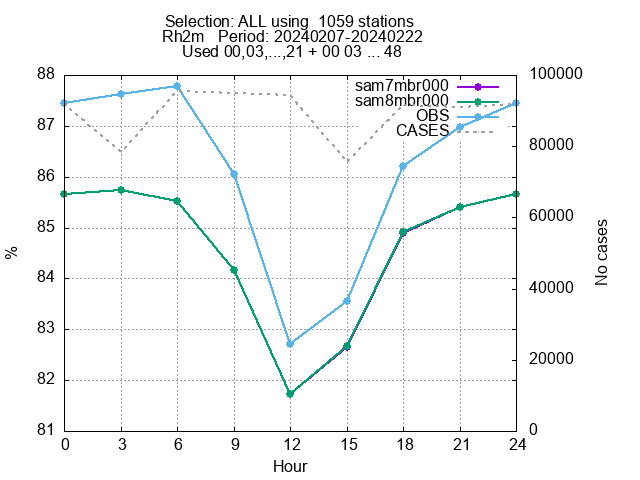 Selection: ALL using  1059 stations
Rh2m   Period: 20240207-20240222
Used 00,03,...,21 + 00 03 ... 48
sam7mbr000
sam8mbr000
OBS
CASES
88
87
86
85
84
83
82
81
%
100000
80000
60000
40000
20000
0
No cases
0 3 6 9 12 15 18 21 24
Hour